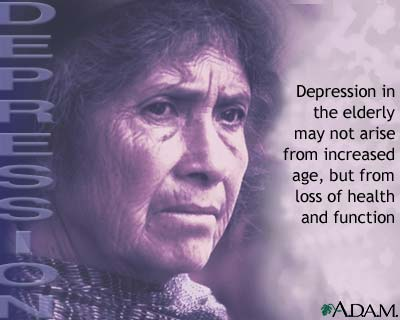 DEPRESSION
Depression in
the elderly
may not arise
from increased
age, but from
loss of health
and function
A.D.A.M.